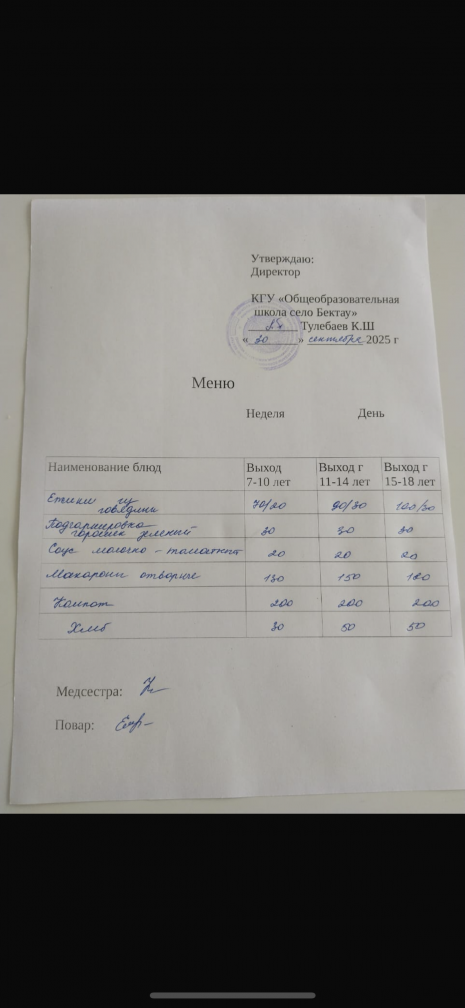 Утверждаю:
Директор
КГУ «Общеобразовательная
школа село Бектау»
Тулебаев К.Ш
« 30 » сентября 2025 г
Меню
Неделя День
Наименование блюд Выход 7-10 лет Выход г 11-14 лет Выход г 15-18 лет
Ежики из говядины 70/20 90/30 100/30
Подгарнировка горошек зеленый 30 30 30
Соус молочно - томатный 20 20 20
Макароны отворные 130 150 180
Компот 200 200 200
Хлеб 30 50 50
Медсестра:
Повар: